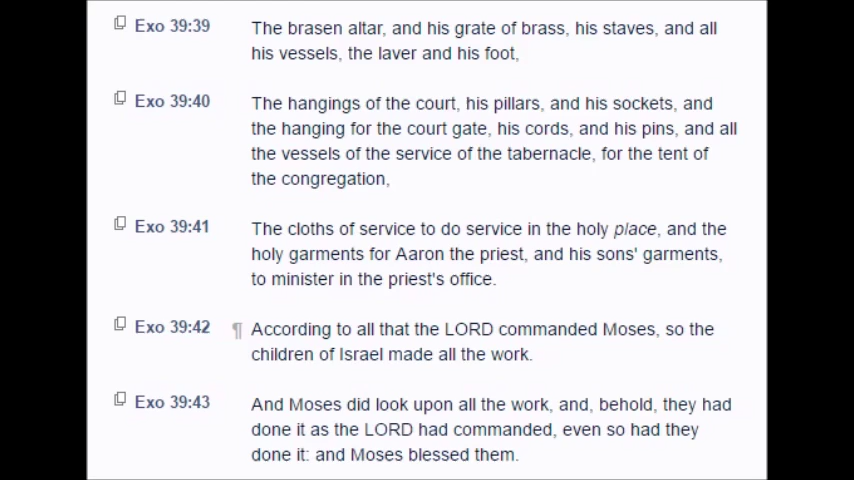 Exo 39:39 The brasen altar, and his grate of brass, his staves, and all
his vessels, the laver and his foot,
Exo 39:40 The hangings of the court, his pillars, and his sockets, and
the hanging for the court gate, his cords, and his pins, and all
the vessels of the service of the tabernacle, for the tent of
the congregation,
Exo 39:41 The cloths of service to do service in the holy place, and the
holy garments for Aaron the priest, and his sons' garments,
to minister in the priest's office.
Exo 39:42 ¶ According to all that the LORD commanded Moses, so the
children of Israel made all the work.
Exo 39:43 And Moses did look upon all the work, and, behold, they had
done it as the LORD had commanded, even so had they
done it: and Moses blessed them.